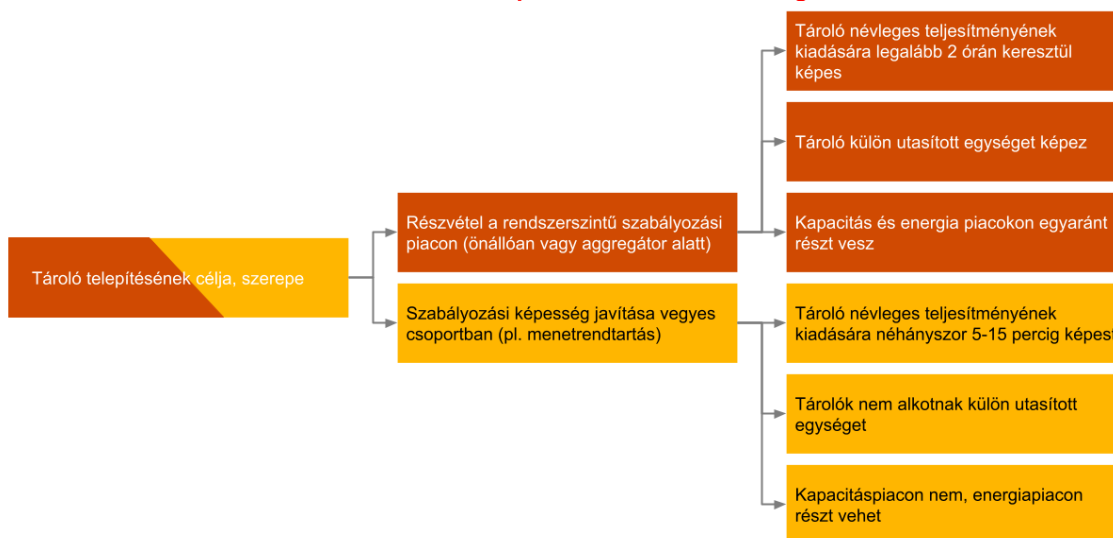 Tároló névleges teljesítményének
kiadására legalább 2 órán keresztül
képes
Tároló külön utasított egységet képez
Részvétel a rendszerszintű szabályozási
piacon (önállóan vagy aggregátor alatt)
Kapacitás és energia piacokon egyaránt
részt vesz
Tároló telepítésének célja, szerepe
Szabályozási képesség javítása vegyes
csoportban (pl. menetrendtartás)
Tároló névleges teljesítményének
kiadására néhányszor 5-15 percig képes
Tárolók nem alkotnak külön utasított
egységet
Kapacitáspiacon nem, energiapiacon
részt vehet